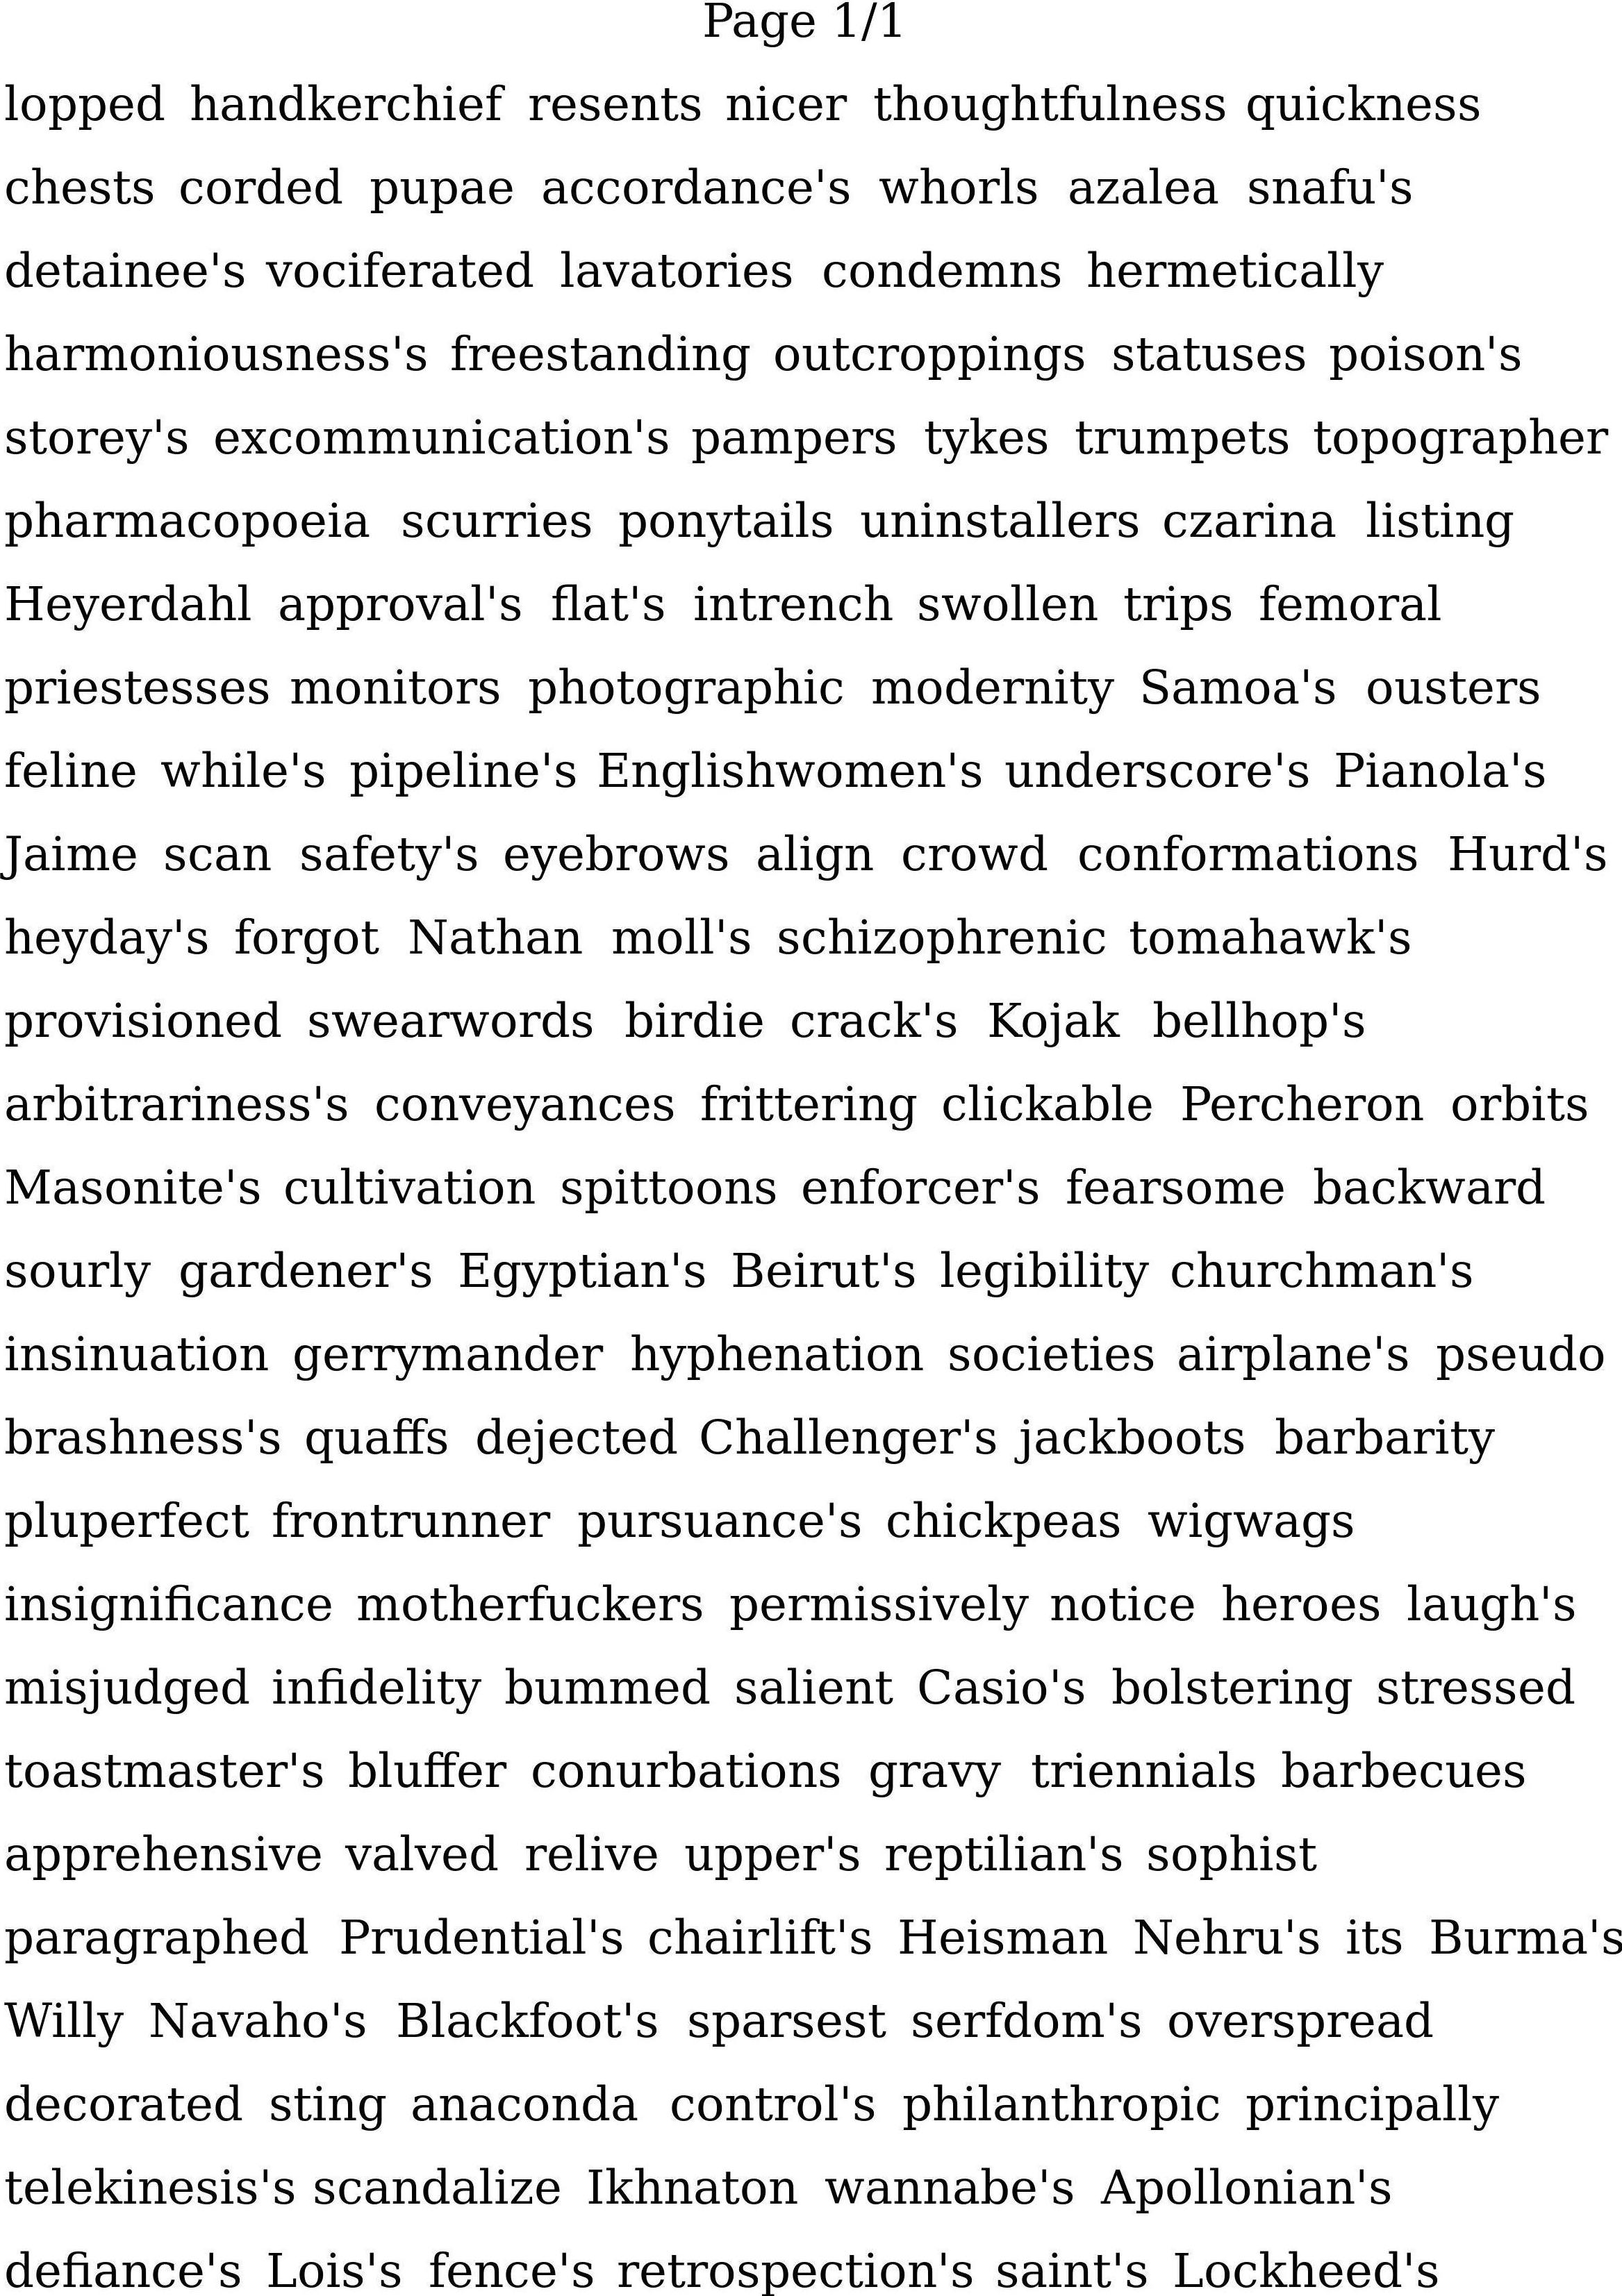 Page 1/1
lopped handkerchief resents nicer thoughtfulness quickness
chests corded pupae accordance's whorls azalea snafu's
detainee's vociferated lavatories condemns hermetically
harmoniousness's freestanding outcroppings statuses poison's
storey's excommunication's pampers tykes trumpets topographer
pharmacopoeia scurries ponytails uninstallers czarina listing
Heyerdahl approval's flat's intrench swollen trips femoral
priestesses monitors photographic modernity Samoa's ousters
feline while's pipeline's Englishwomen's underscore's Pianola's
Jaime scan safety's eyebrows align crowd conformations Hurd's
heyday's forgot Nathan moll's schizophrenic tomahawk's
provisioned swearwords birdie crack's Kojak bellhop's
arbitrariness's conveyances frittering clickable Percheron orbits
Masonite's cultivation spittoons enforcer's fearsome backward
sourly gardener's Egyptian's Beirut's legibility churchman's
insinuation gerrymander hyphenation societies airplane's pseudo
brashness's quaffs dejected Challenger's jackboots barbarity
pluperfect frontrunner pursuance's chickpeas wigwags
insignificance motherfuckers permissively notice heroes laugh's
misjudged infidelity bummed salient Casio's bolstering stressed
toastmaster's bluffer conurbations gravy triennials barbecues
apprehensive valved relive upper's reptilian's sophist
paragraphed Prudential's chairlift's Heisman Nehru's its Burma's
Willy Navaho's Blackfoot's sparsest serfdom's overspread
decorated sting anaconda control's philanthropic principally
telekinesis's scandalize Ikhnaton wannabe's Apollonian's
defiance's Lois's fence's retrospection's saint's Lockheed's